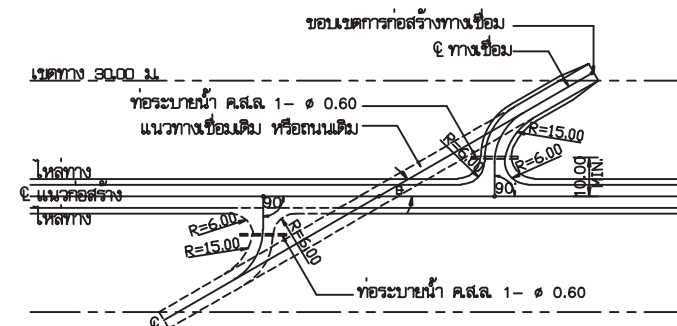 ขอบเขตการก่อสร้างทางเชื่อม
℄ ทางเชื่อม
เขตทาง 30.00 ม.
ท่อระบายน้ำ ค.ส.ล. 1- ø 0.60
แนวทางเชื่อมเดิม หรือถนนเดิม
R=15.00
R=6.00
R=6.00
10.00
MIN.
ไหล่ทาง
℄ แนวก่อสร้าง
ไหล่ทาง
θ
90
90
R=6.00
R=6.00
R=15.00
ท่อระบายน้ำ ค.ส.ล. 1- ø 0.60
℄